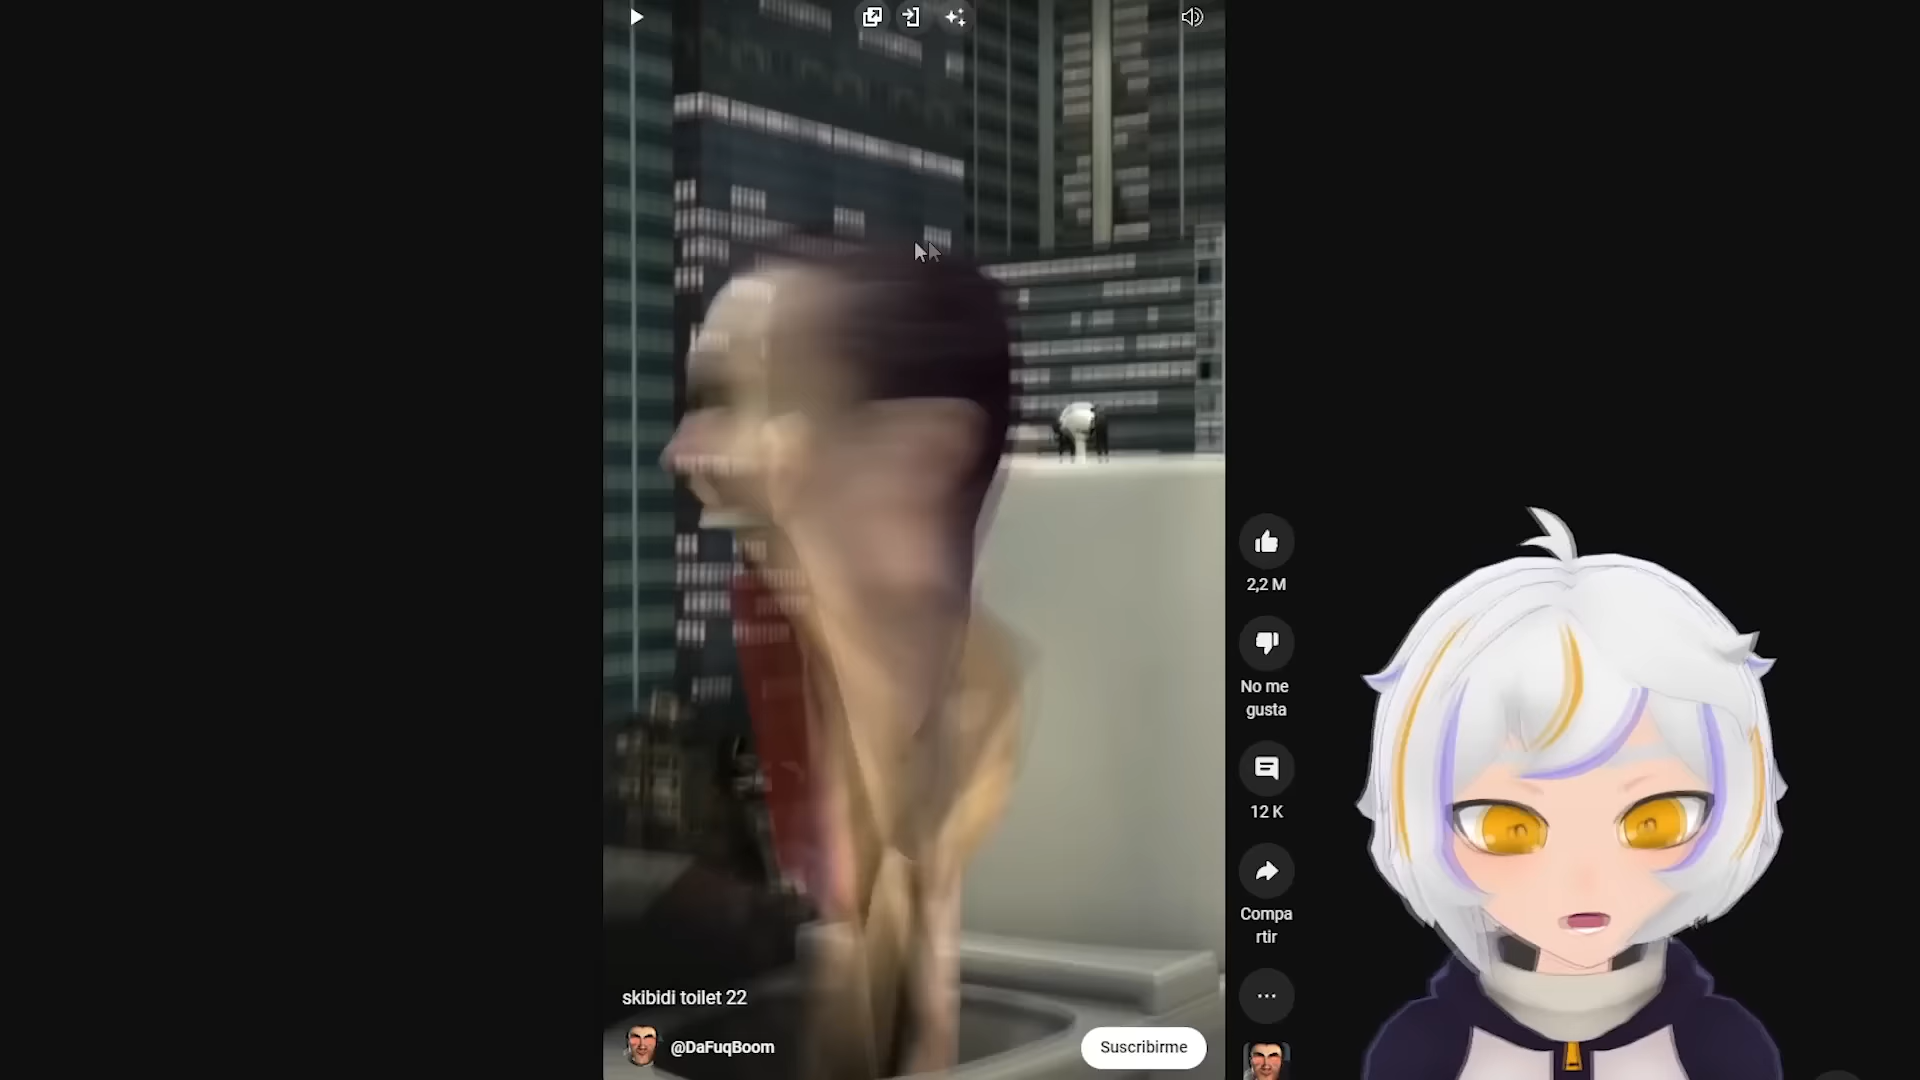 2,2 M
No me
gusta
12 K
Compa
rtir
skibidi toilet 22
@DaFuqBoom
Suscribirme